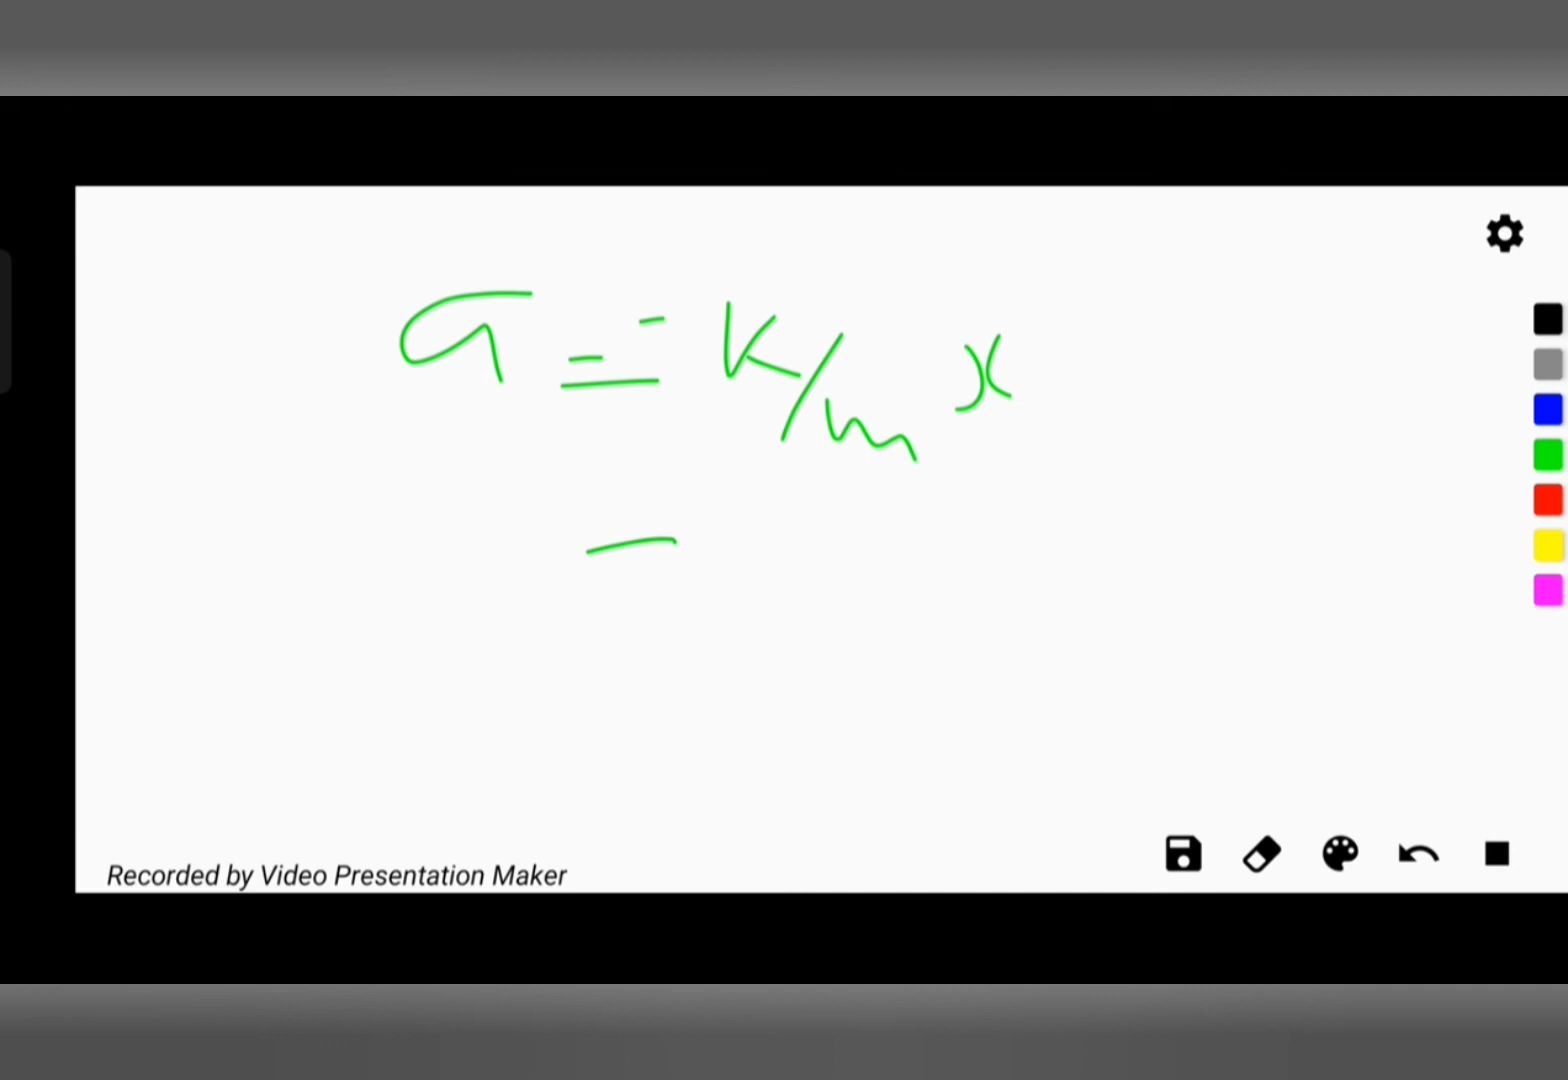 a = - k/m x
—
Recorded by Video Presentation Maker